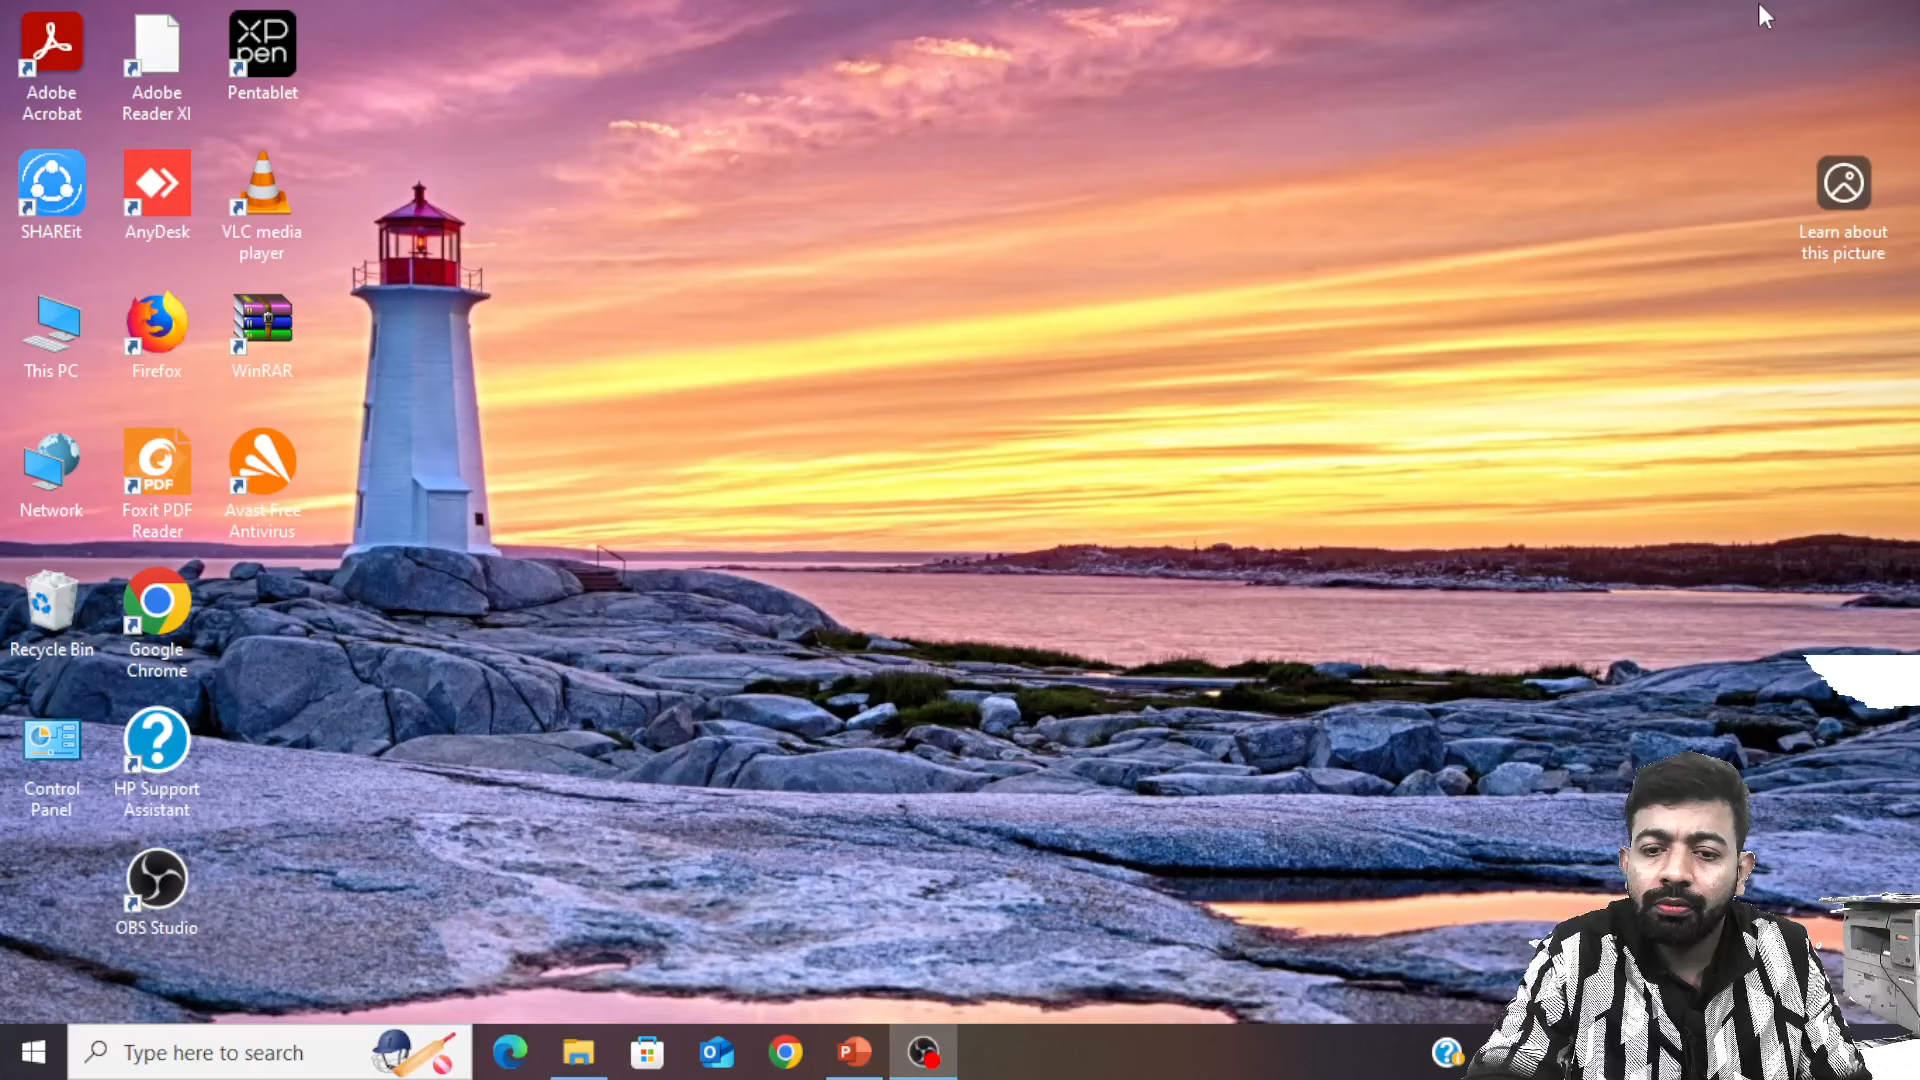 Adobe
Acrobat
Adobe
Reader XI
XP
pen
Pentablet
SHAREit
AnyDesk
VLC media
player
Learn about
this picture
This PC
Firefox
WinRAR
Network
PDF
Foxit PDF
Reader
Avast Free
Antivirus
Recycle Bin
Google
Chrome
Control
Panel
HP Support
Assistant
OBS Studio
Type here to search